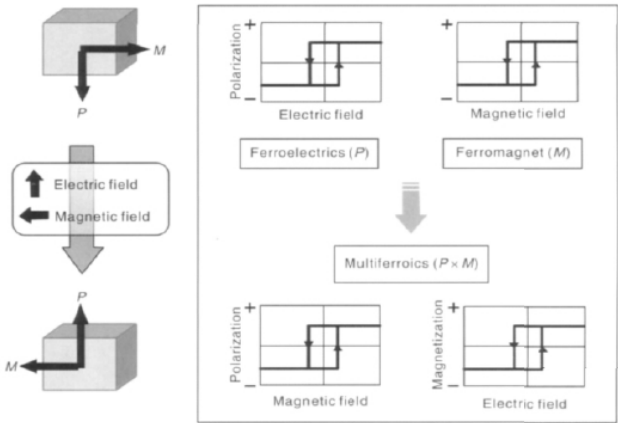 M
P
Electric field
Magnetic field
P
M
+
Polarization
−
Electric field
Ferroelectrics (P)
+
−
Magnetic field
Ferromagnet (M)
Multiferroics (P × M)
+
Polarization
−
Magnetic field
+
Magnetization
−
Electric field